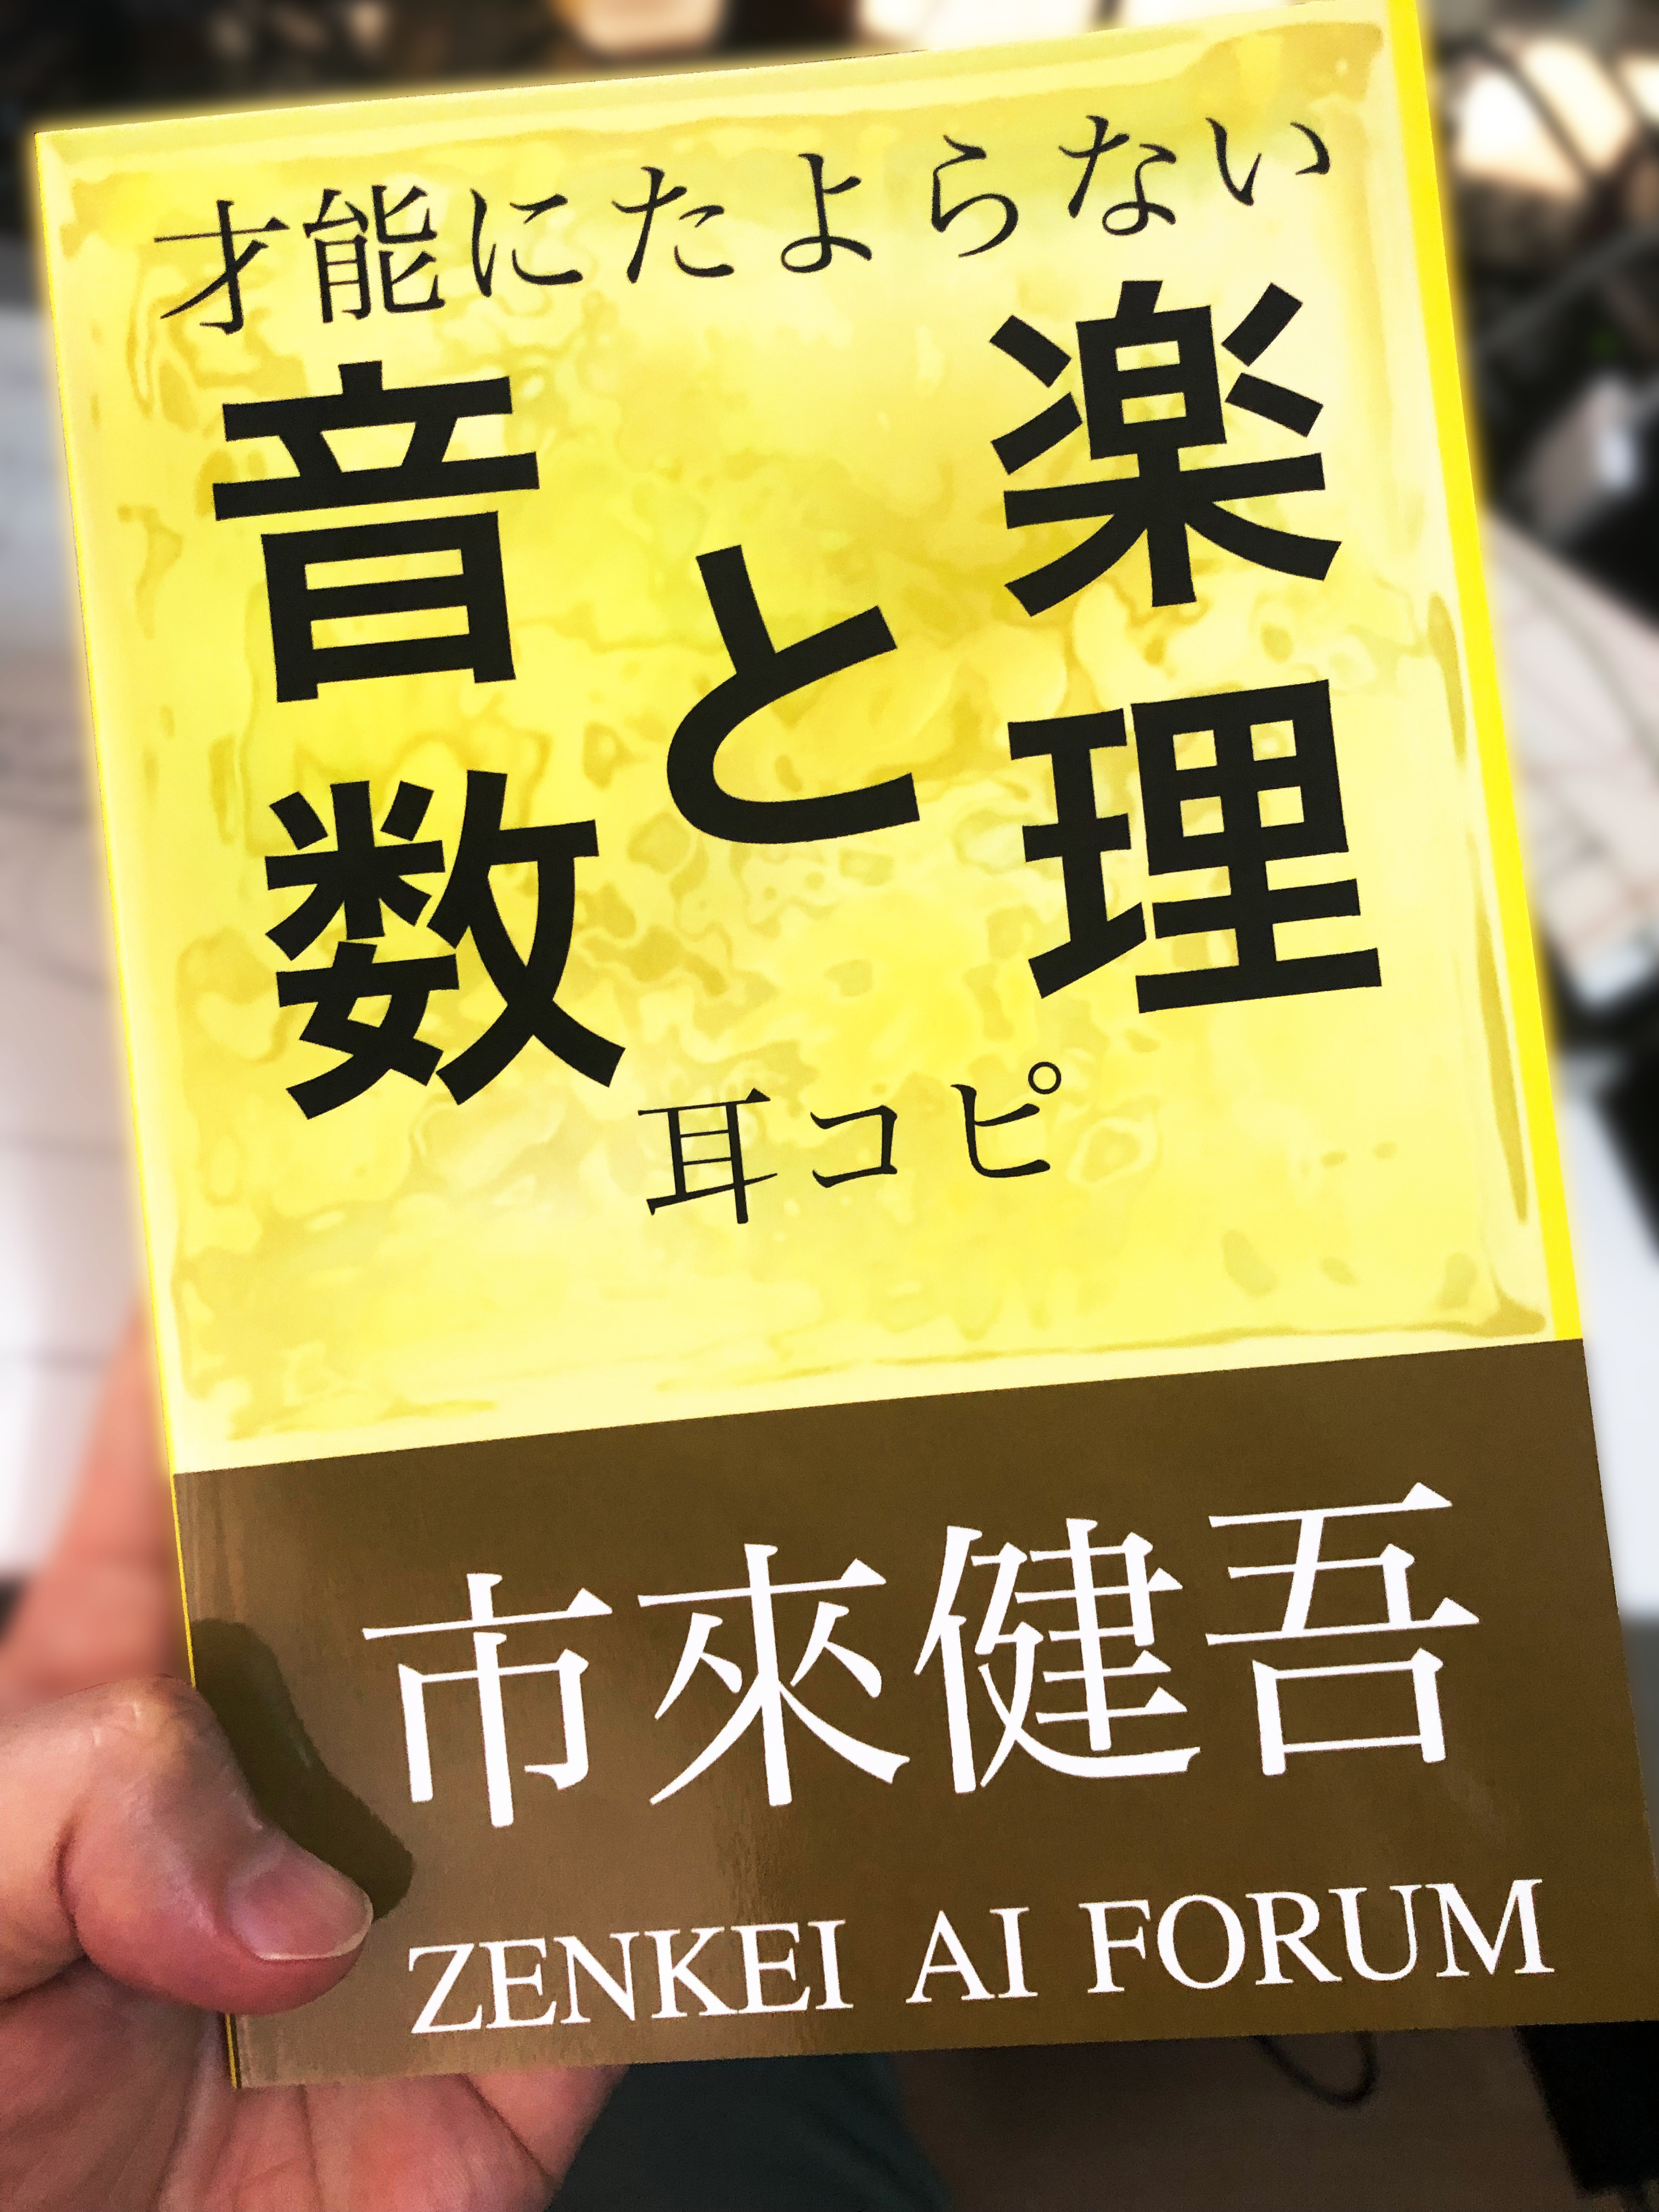 才能にたよらない
音楽
と
数理
耳コピ
市來健吾
ZENKEI AI FORUM